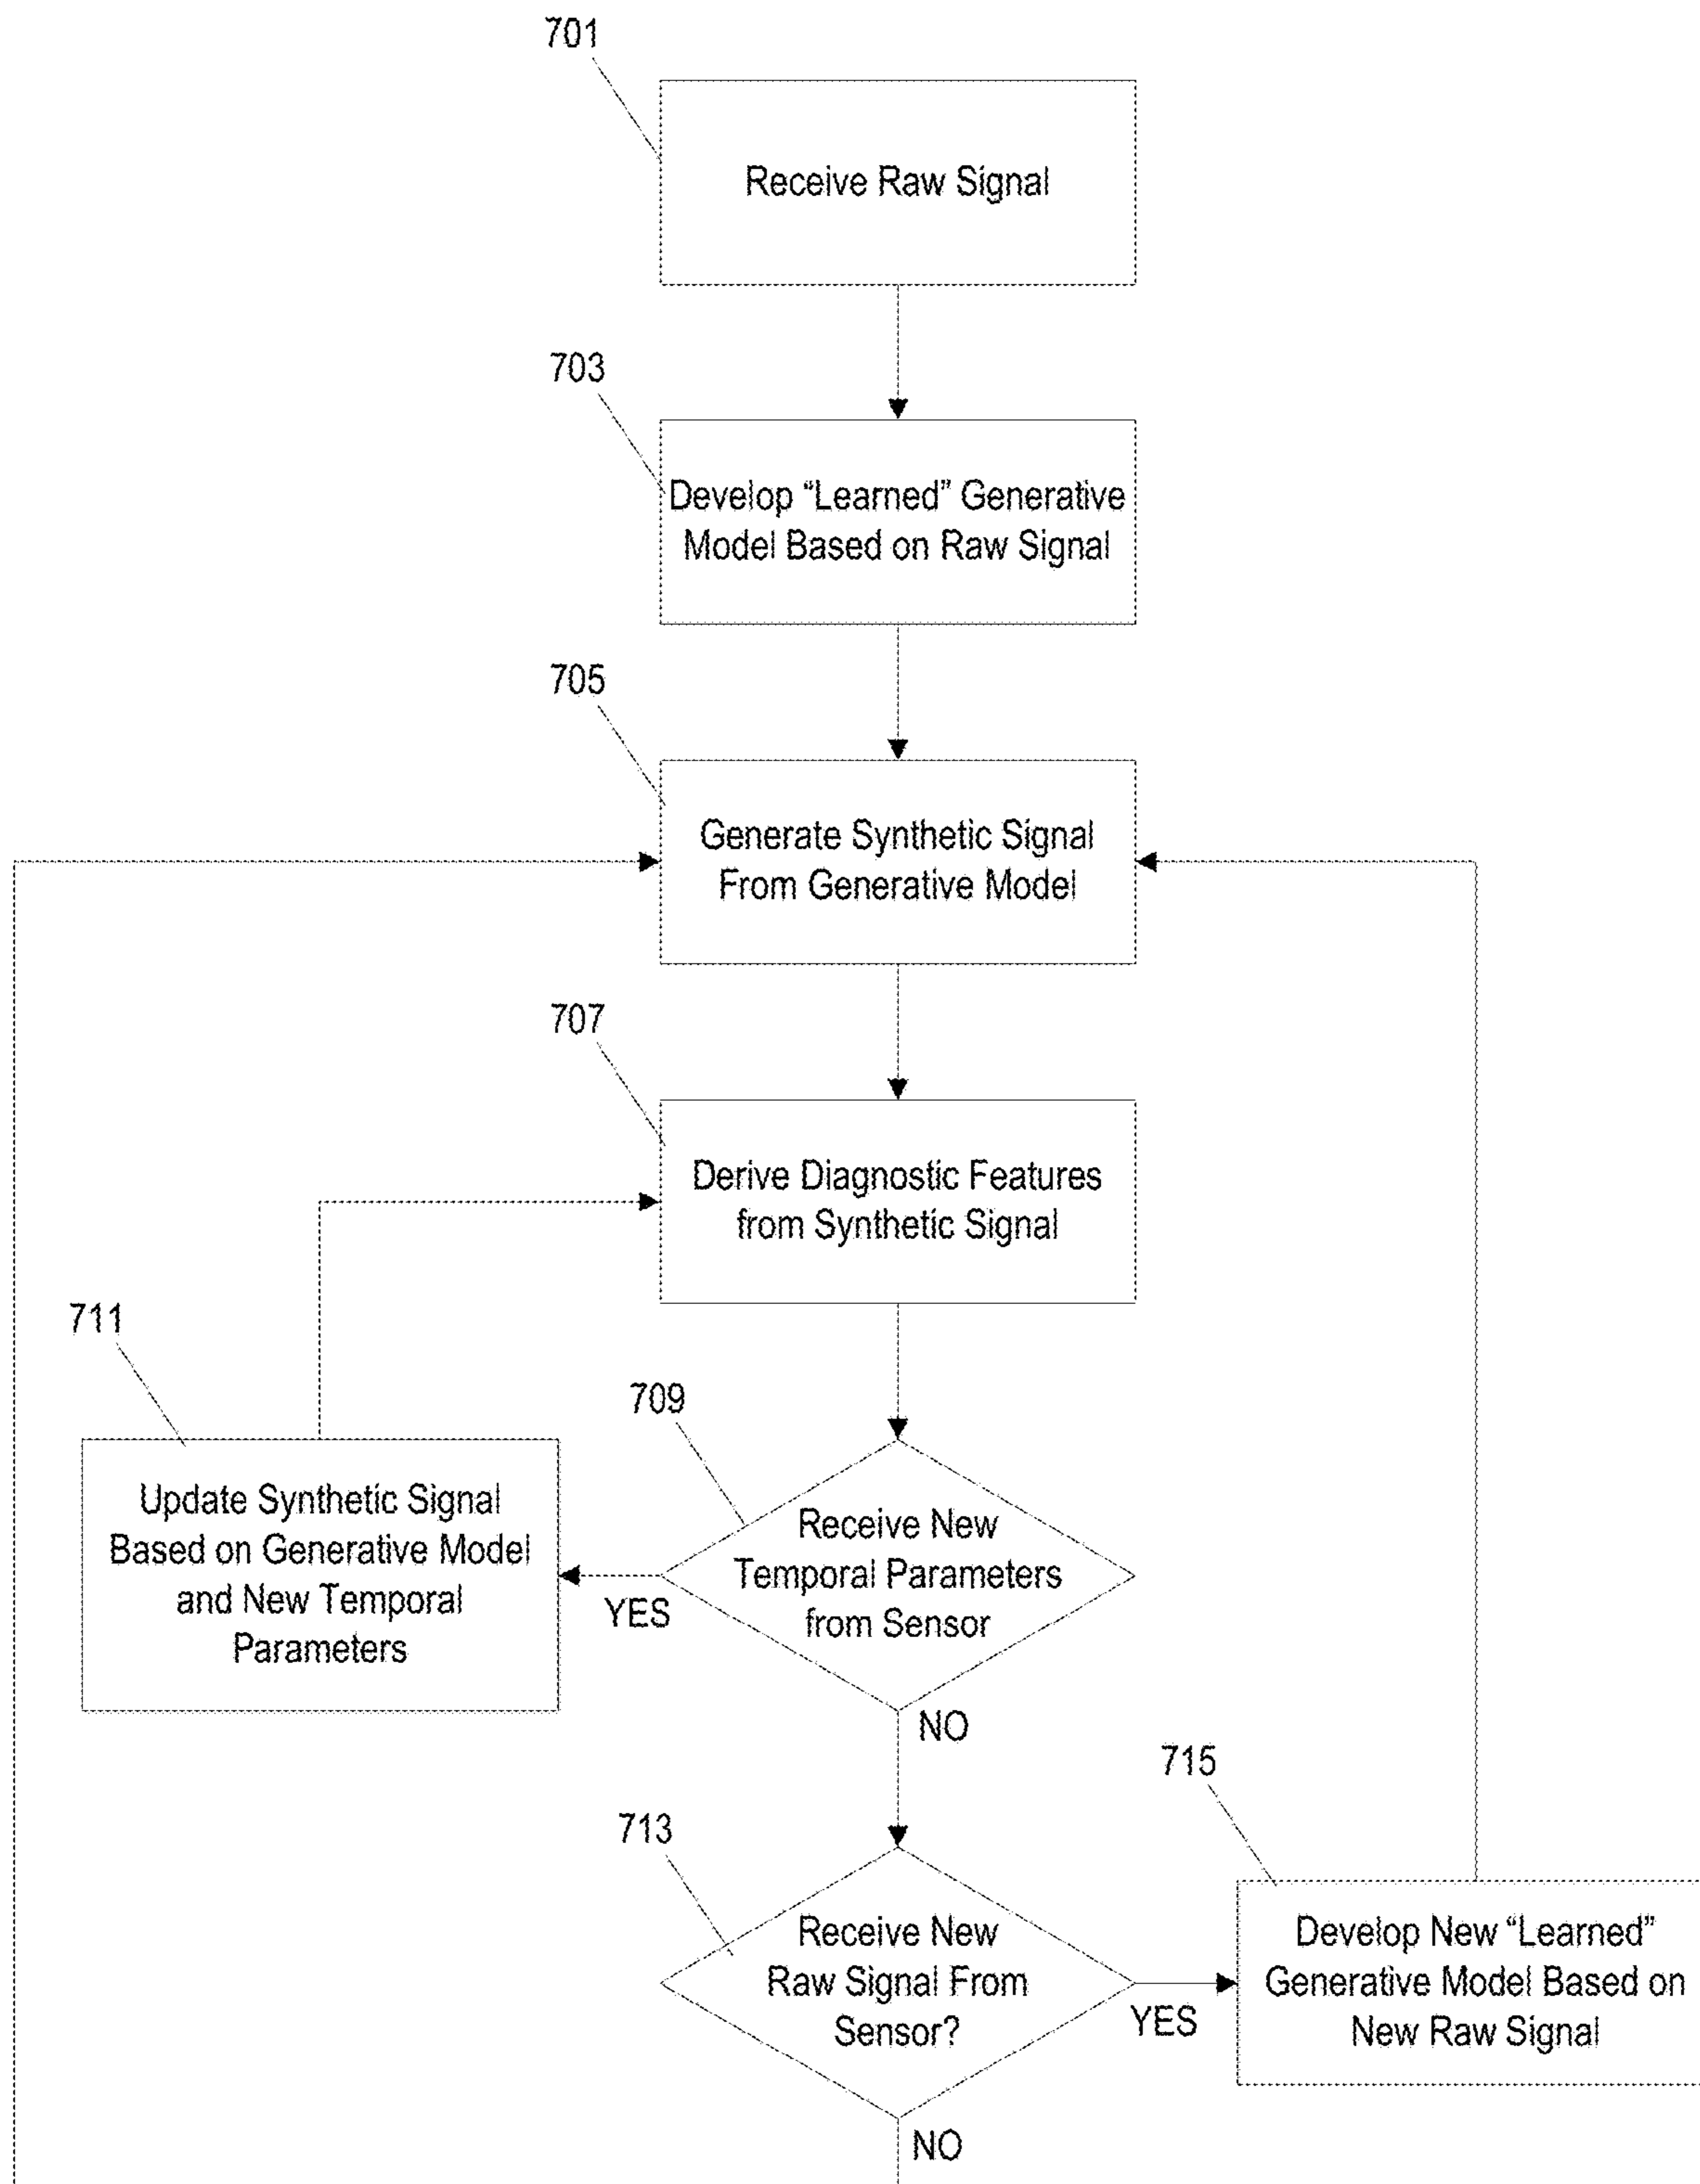 701
Receive Raw Signal
703
Develop “Learned” Generative
Model Based on Raw Signal
705
Generate Synthetic Signal
From Generative Model
707
Derive Diagnostic Features
from Synthetic Signal
711
Update Synthetic Signal
Based on Generative Model
and New Temporal
Parameters
709
Receive New
Temporal Parameters
from Sensor
YES
NO
713
Receive New
Raw Signal From
Sensor?
YES
715
Develop New “Learned”
Generative Model Based on
New Raw Signal
NO